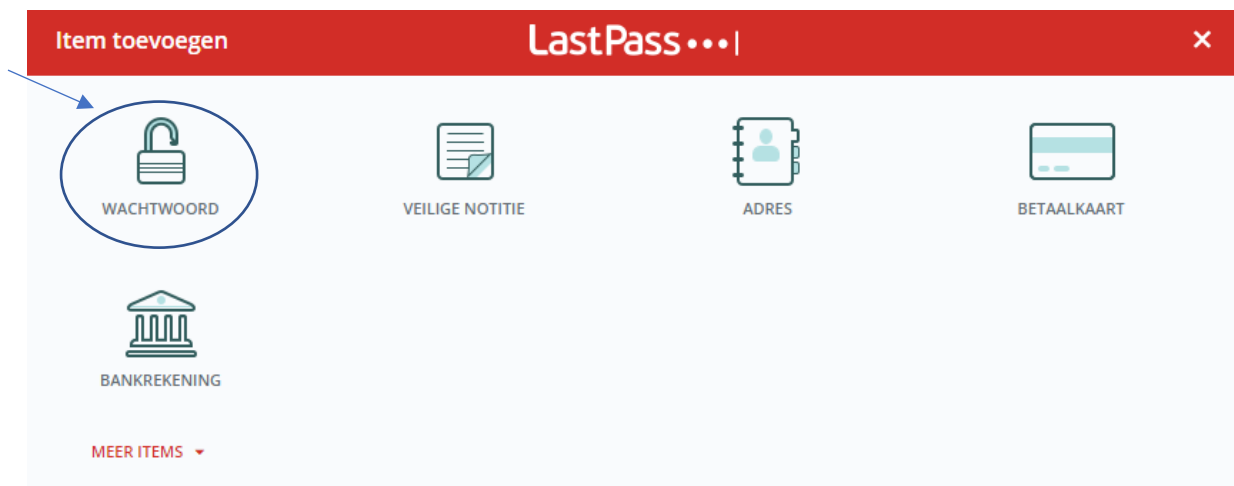 Item toevoegen
LastPass •••|
WACHTWOORD
VEILIGE NOTITIE
ADRES
BETAALKAART
BANKREKENING
MEER ITEMS